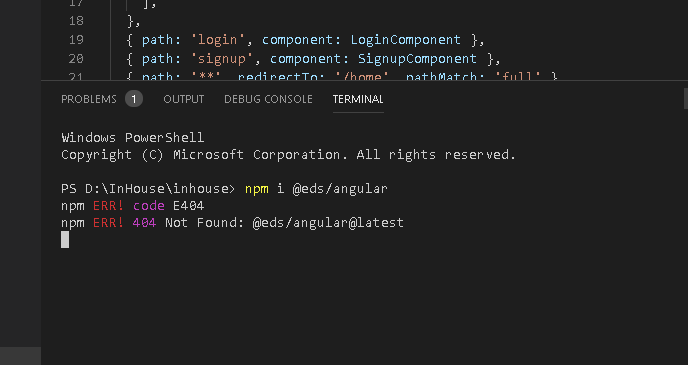 17 ],
18 },
19 { path: 'login', component: LoginComponent },
20 { path: 'signup', component: SignupComponent },
21 { path: '**', redirectTo: '/home', pathMatch: 'full' }
PROBLEMS 1 OUTPUT DEBUG CONSOLE TERMINAL
Windows PowerShell
Copyright (C) Microsoft Corporation. All rights reserved.
PS D:\InHouse\inhouse> npm i @eds/angular
npm ERR! code E404
npm ERR! 404 Not Found: @eds/angular@latest